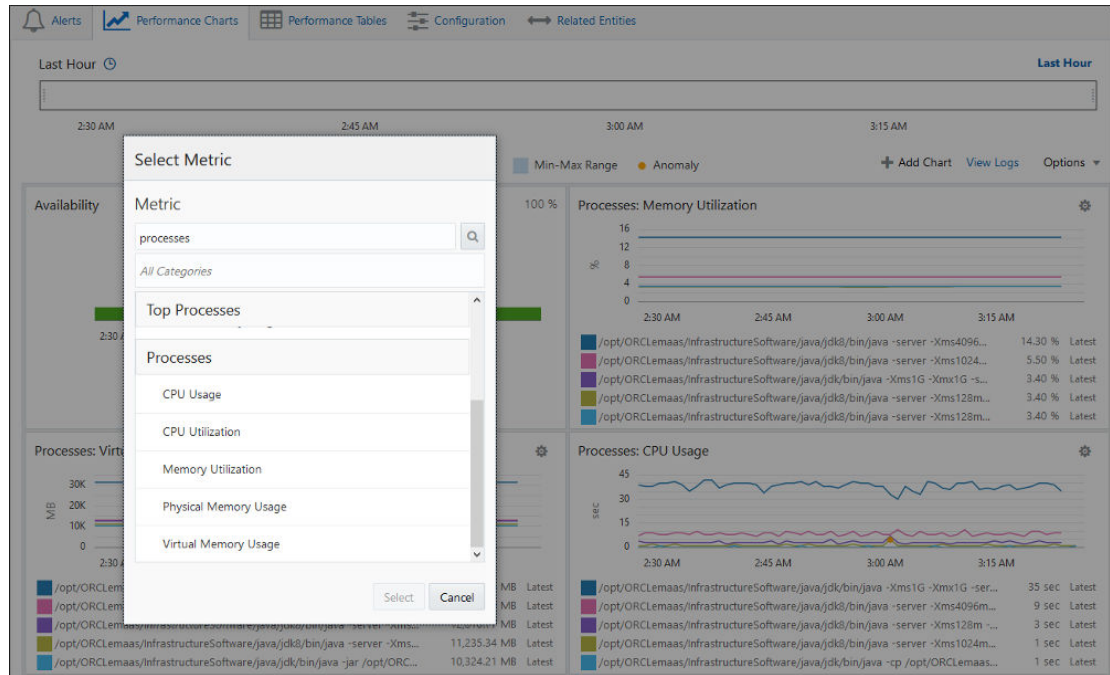 Alerts Performance Charts Performance Tables Configuration Related Entities
Last Hour Last Hour
2:30 AM 2:45 AM 3:00 AM 3:15 AM
Min-Max Range Anomaly Add Chart View Logs Options
Select Metric
Metric
processes
All Categories
Top Processes
Processes
CPU Usage
CPU Utilization
Memory Utilization
Physical Memory Usage
Virtual Memory Usage
Select Cancel
Availability 100 %
2:30
Processes: Memory Utilization
%
16
12
8
4
0
2:30 AM 2:45 AM 3:00 AM 3:15 AM
/opt/ORCLemaas/InfrastructureSoftware/java/jdk8/bin/java -server -Xms4096... 14.30 % Latest
/opt/ORCLemaas/InfrastructureSoftware/java/jdk8/bin/java -server -Xms1024... 5.50 % Latest
/opt/ORCLemaas/InfrastructureSoftware/java/jdk/bin/java -Xms1G -Xmx1G -s... 3.40 % Latest
/opt/ORCLemaas/InfrastructureSoftware/java/jdk8/bin/java -server -Xms128m... 3.40 % Latest
/opt/ORCLemaas/InfrastructureSoftware/java/jdk8/bin/java -server -Xms128m... 3.40 % Latest
Processes: Virt
MB
30K
20K
10K
0
2:30
/opt/ORCLem MB Latest
/opt/ORCLem MB Latest
MB Latest
/opt/ORCLemaas/InfrastructureSoftware/java/jdk8/bin/java -server -Xms... 11,235.34 MB Latest
/opt/ORCLemaas/InfrastructureSoftware/java/jdk/bin/java -jar /opt/ORC... 10,324.21 MB Latest
Processes: CPU Usage
sec
45
30
15
0
2:30 AM 2:45 AM 3:00 AM 3:15 AM
/opt/ORCLemaas/InfrastructureSoftware/java/jdk/bin/java -Xms1G -Xmx1G -ser... 35 sec Latest
/opt/ORCLemaas/InfrastructureSoftware/java/jdk8/bin/java -server -Xms4096m... 9 sec Latest
/opt/ORCLemaas/InfrastructureSoftware/java/jdk8/bin/java -server -Xms128m -... 3 sec Latest
/opt/ORCLemaas/InfrastructureSoftware/java/jdk8/bin/java -server -Xms1024m... 1 sec Latest
/opt/ORCLemaas/InfrastructureSoftware/java/jdk/bin/java -cp /opt/ORCLemaas... 1 sec Latest